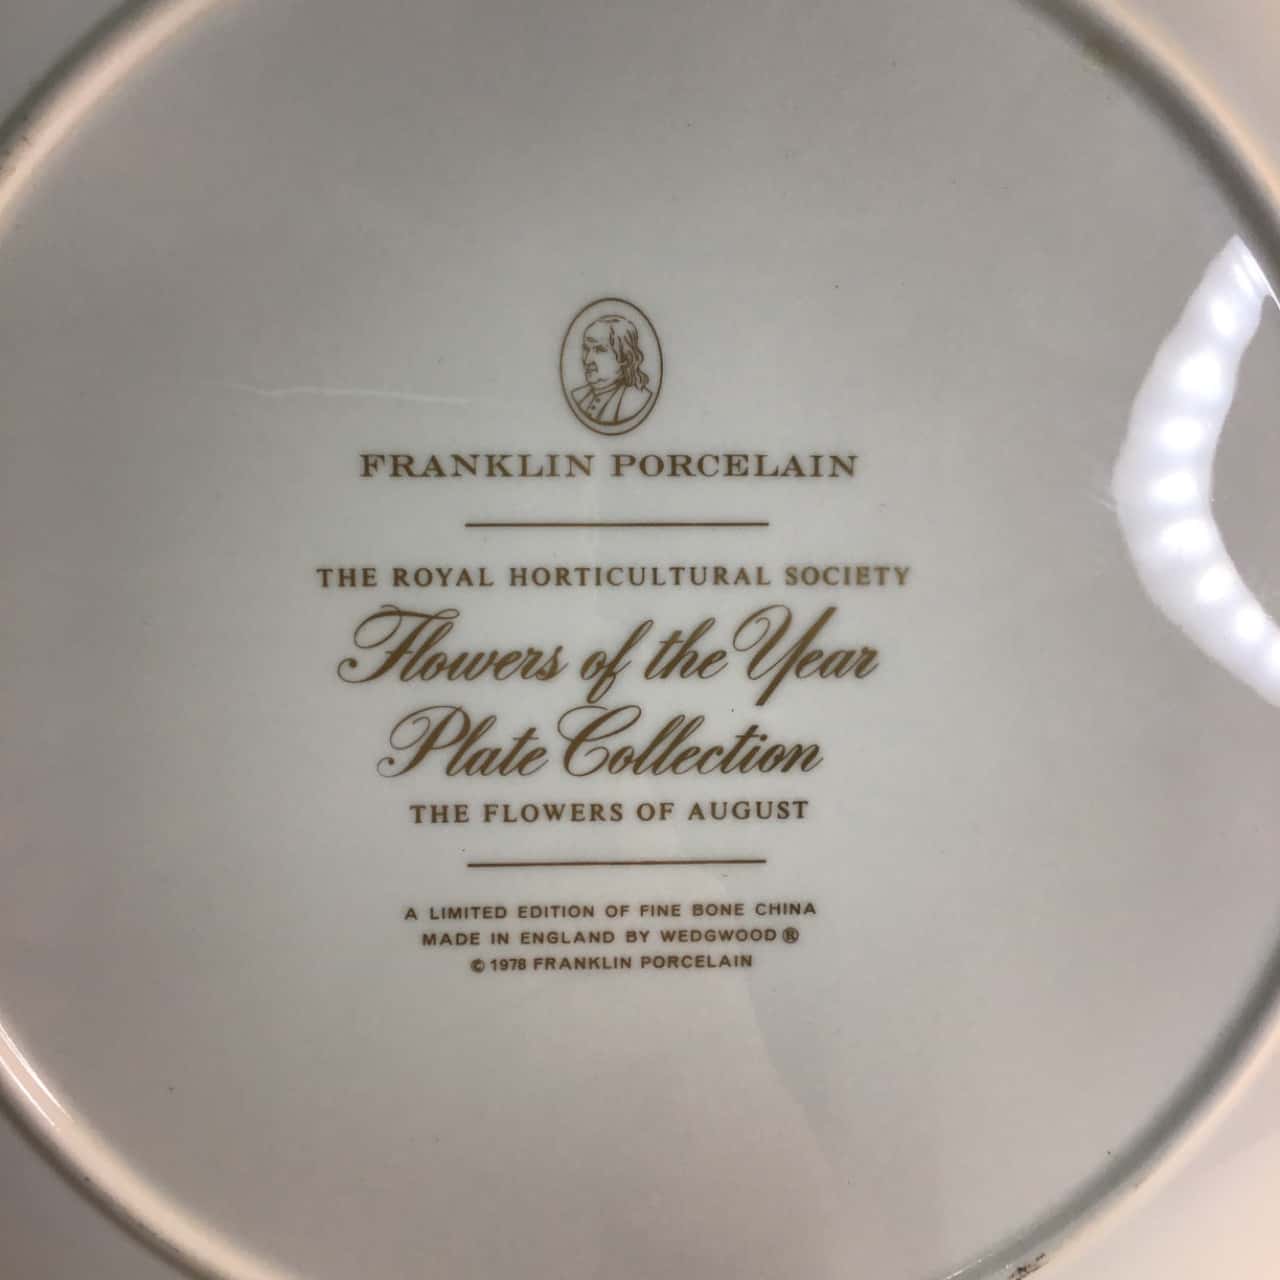 FRANKLIN PORCELAIN
THE ROYAL HORTICULTURAL SOCIETY
Flowers of the Year
Plate Collection
THE FLOWERS OF AUGUST
A LIMITED EDITION OF FINE BONE CHINA
MADE IN ENGLAND BY WEDGWOOD®
© 1978 FRANKLIN PORCELAIN